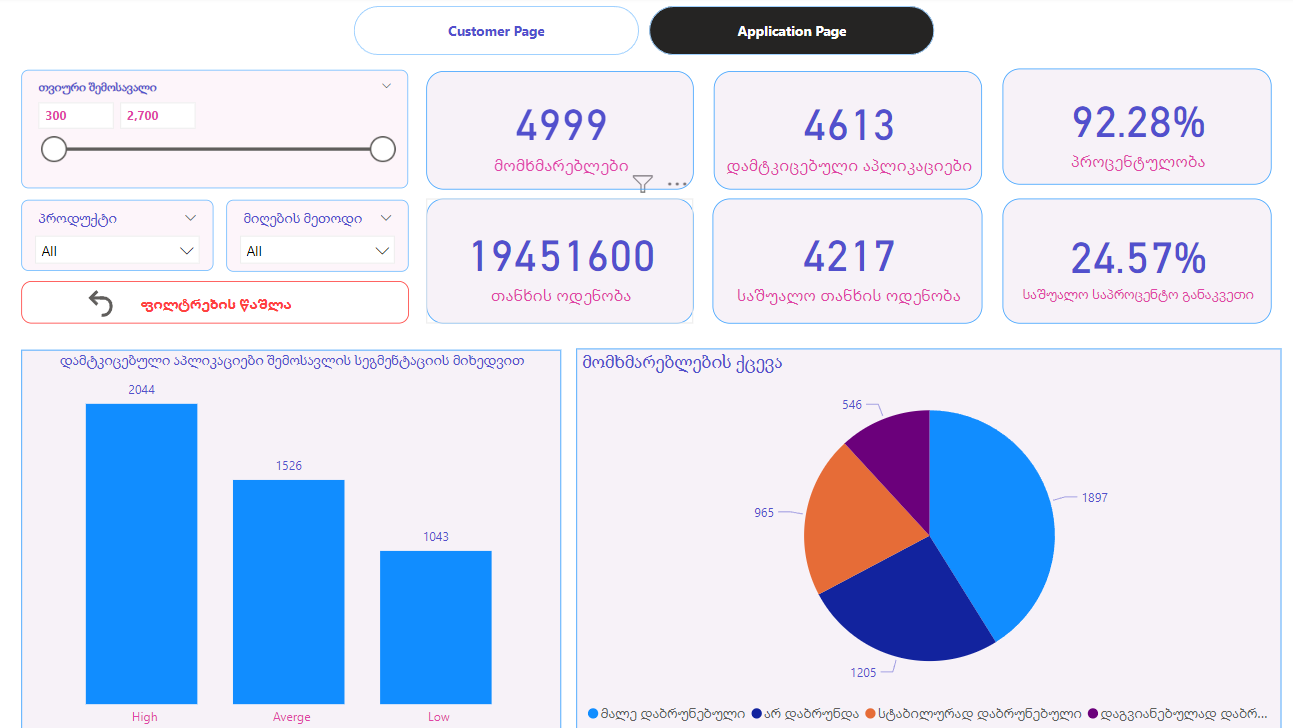 Customer Page
Application Page
თვიური შემოსავალი
300
2,700
4999
მომხმარებლები
4613
დამტკიცებული აპლიკაციები
92.28%
პროცენტულობა
პროდუქტი
All
მიღების მეთოდი
All
ფილტრების წაშლა
19451600
თანხის ოდენობა
4217
საშუალო თანხის ოდენობა
24.57%
საშუალო საპროცენტო განაკვეთი
დამტკიცებული აპლიკაციები შემოსავლის სეგმენტაციის მიხედვით
2044
1526
1043
High
Averge
Low
მომხმარებლების ქცევა
546
1897
965
1205
მალე დაბრუნებული
არ დაბრუნდა
სტაბილურად დაბრუნებული
დაგვიანებულად დაბრ...